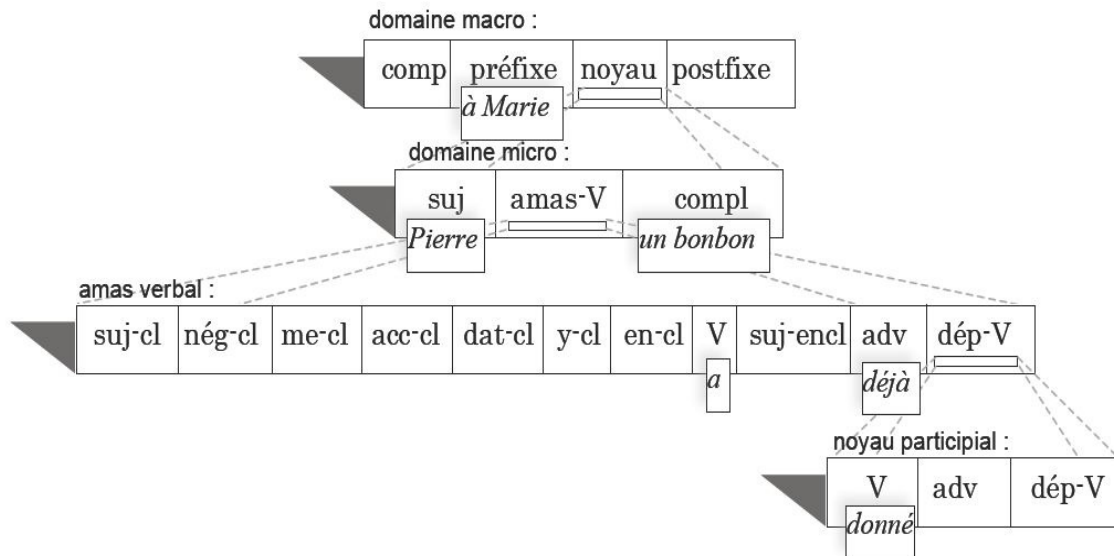 domaine macro :
comp préfixe noyau postfixe
à Marie
domaine micro :
suj amas-V compl
Pierre un bonbon
amas verbal :
suj-cl nég-cl me-cl acc-cl dat-cl y-cl en-cl V suj-encl adv dép-V
a déjà
noyau participial :
V adv dép-V
donné